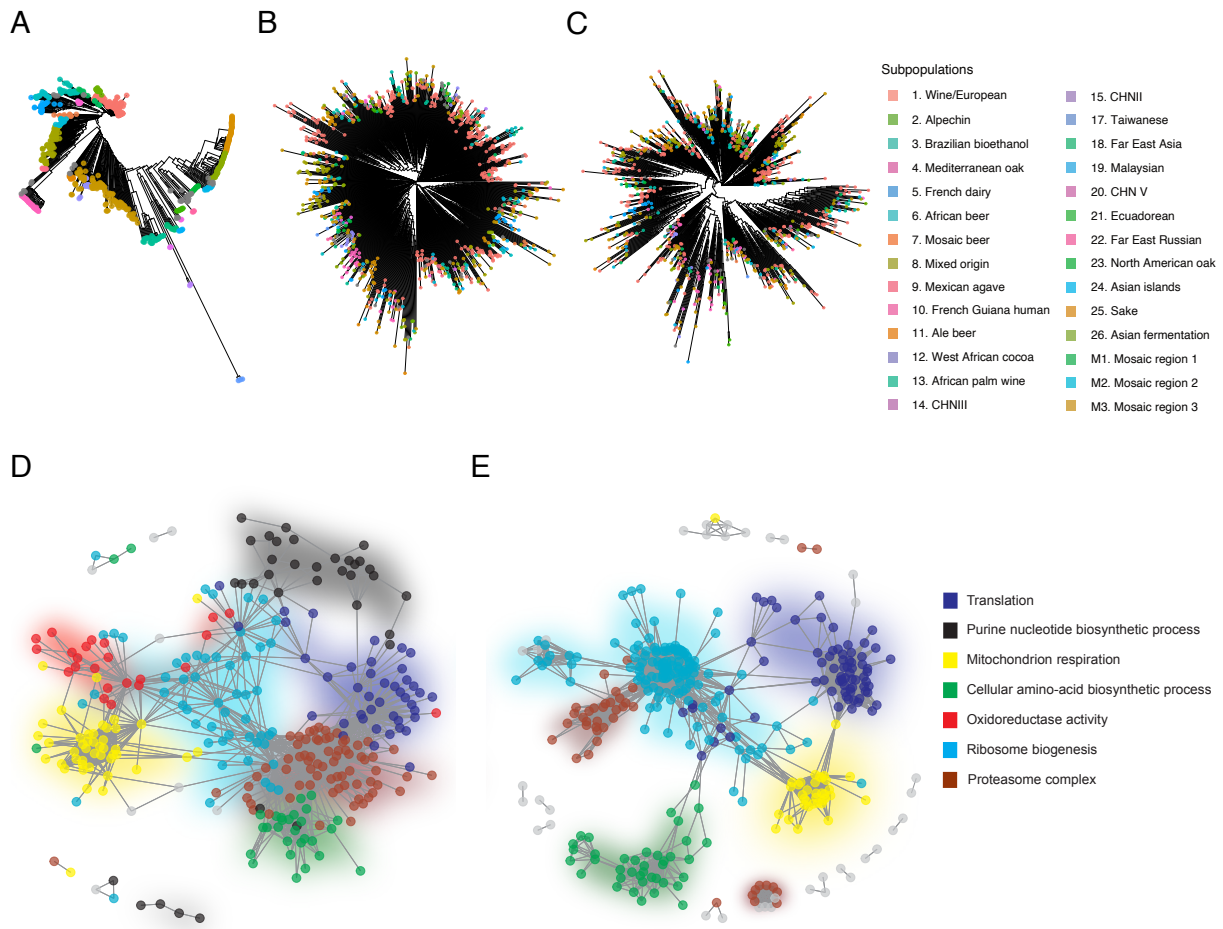 A
B
C
Subpopulations
1. Wine/European
2. Alpechin
3. Brazilian bioethanol
4. Mediterranean oak
5. French dairy
6. African beer
7. Mosaic beer
8. Mixed origin
9. Mexican agave
10. French Guiana human
11. Ale beer
12. West African cocoa
13. African palm wine
14. CHNIII
15. CHNII
17. Taiwanese
18. Far East Asia
19. Malaysian
20. CHN V
21. Ecuadorean
22. Far East Russian
23. North American oak
24. Asian islands
25. Sake
26. Asian fermentation
M1. Mosaic region 1
M2. Mosaic region 2
M3. Mosaic region 3
D
E
Translation
Purine nucleotide biosynthetic process
Mitochondrion respiration
Cellular amino-acid biosynthetic process
Oxidoreductase activity
Ribosome biogenesis
Proteasome complex